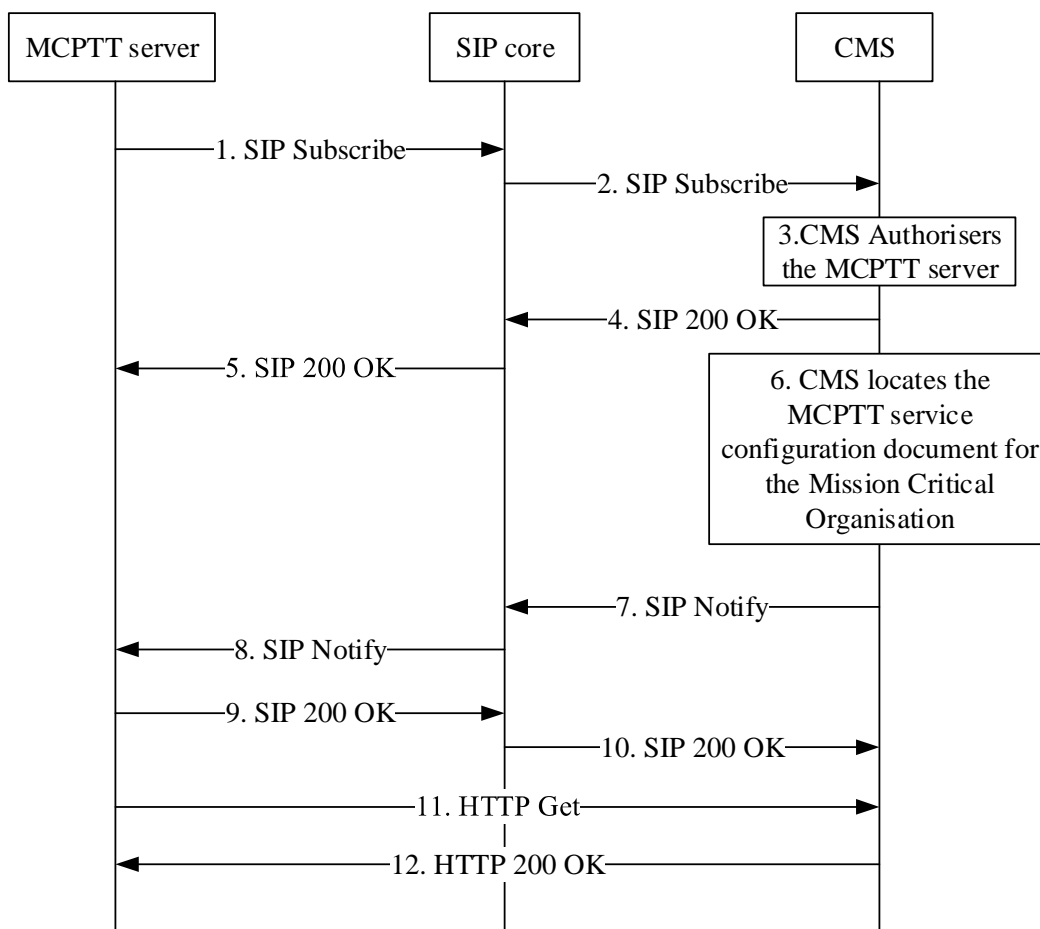 MCPTT server
SIP core
CMS
1. SIP Subscribe
2. SIP Subscribe
3.CMS Authorisers
the MCPTT server
4. SIP 200 OK
5. SIP 200 OK
6. CMS locates the
MCPTT service
configuration document for
the Mission Critical
Organisation
7. SIP Notify
8. SIP Notify
9. SIP 200 OK
10. SIP 200 OK
11. HTTP Get
12. HTTP 200 OK